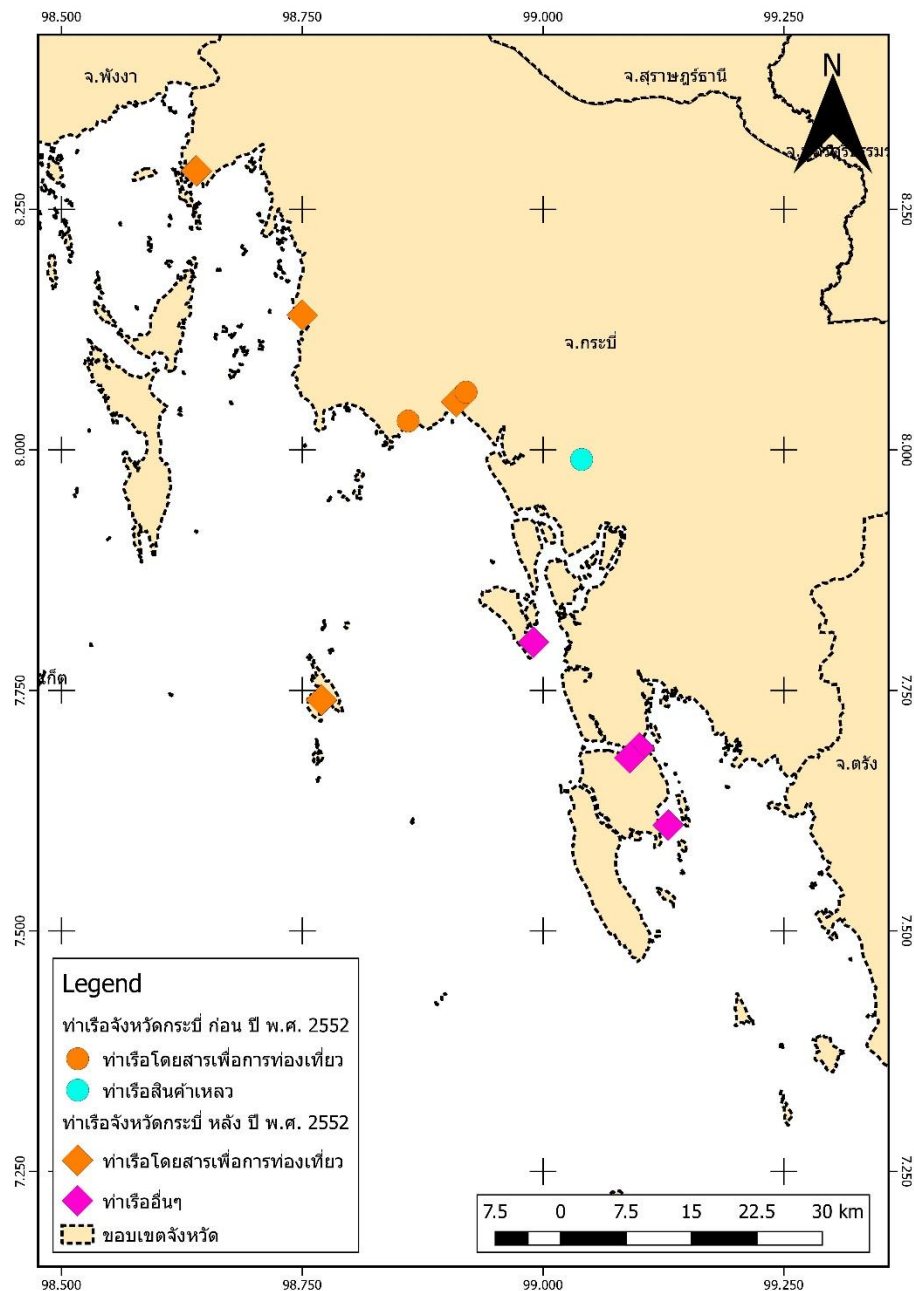 98.500 98.750 99.000 99.250
จ.พังงา
จ.สุราษฎร์ธานี
N
8.250 8.250
จ.กระบี่
8.000 8.000
7.750 7.750
จ.ตรัง
7.500 7.500
Legend
ท่าเรือจังหวัดกระบี่ ก่อน ปี พ.ศ. 2552
ท่าเรือโดยสารเพื่อการท่องเที่ยว
ท่าเรือสินค้าเหลว
ท่าเรือจังหวัดกระบี่ หลัง ปี พ.ศ. 2552
ท่าเรือโดยสารเพื่อการท่องเที่ยว
ท่าเรืออื่นๆ
ขอบเขตจังหวัด
7.250 7.250
7.5 0 7.5 15 22.5 30 km
98.500 98.750 99.000 99.250